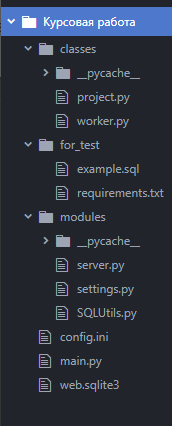 Курсовая работа
classes
__pycache__
project.py
worker.py
for_test
example.sql
requirements.txt
modules
__pycache__
server.py
settings.py
SQLUtils.py
config.ini
main.py
web.sqlite3